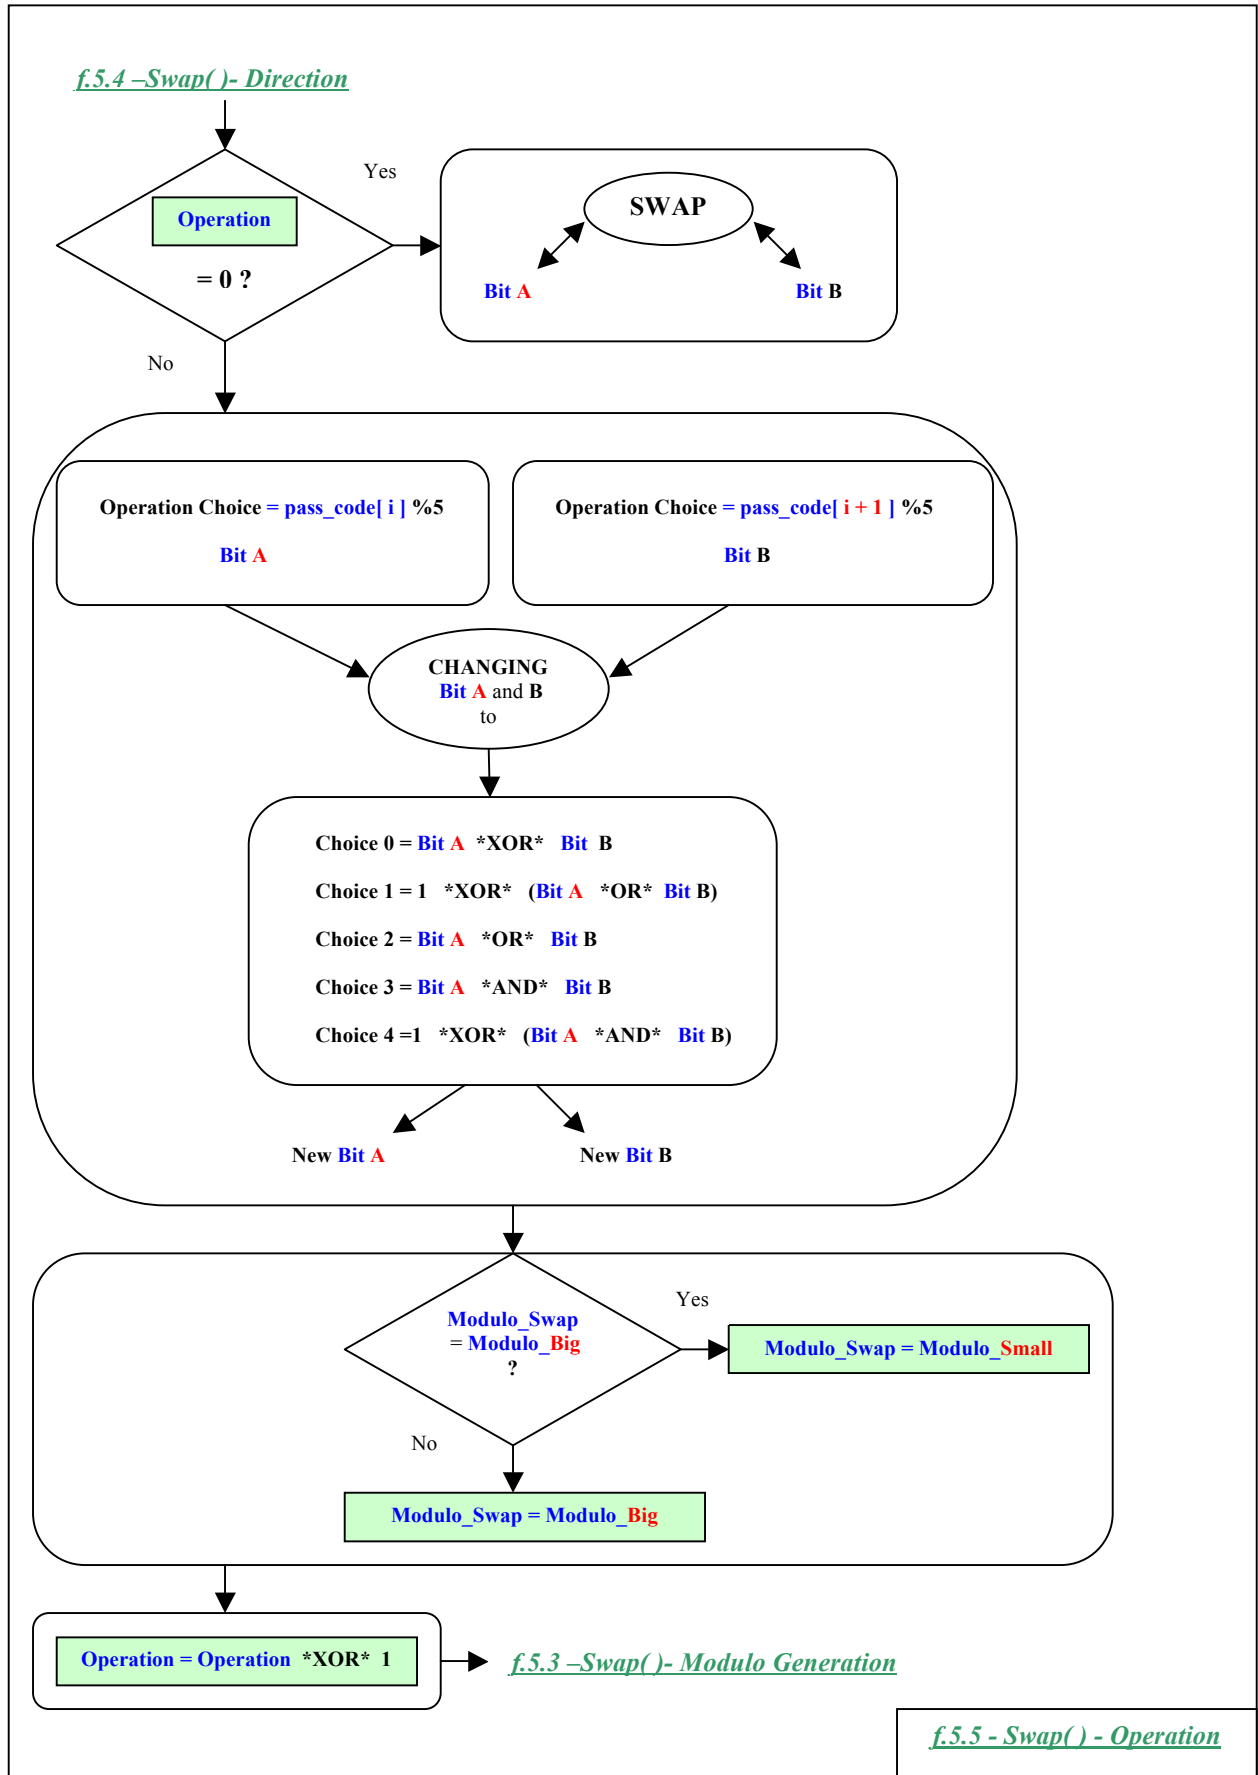 f.5.4 –Swap( )- Direction
Yes
Operation
= 0 ?
SWAP
Bit A
Bit B
No
Operation Choice = pass_code[ i ] %5
Bit A
Operation Choice = pass_code[ i + 1 ] %5
Bit B
CHANGING
Bit A and B
to
Choice 0 = Bit A *XOR* Bit B
Choice 1 = 1 *XOR* (Bit A *OR* Bit B)
Choice 2 = Bit A *OR* Bit B
Choice 3 = Bit A *AND* Bit B
Choice 4 =1 *XOR* (Bit A *AND* Bit B)
New Bit A
New Bit B
Modulo_Swap
= Modulo_Big
?
Yes
Modulo_Swap = Modulo_Small
No
Modulo_Swap = Modulo_Big
Operation = Operation *XOR* 1
f.5.3 –Swap( )- Modulo Generation
f.5.5 - Swap( ) - Operation